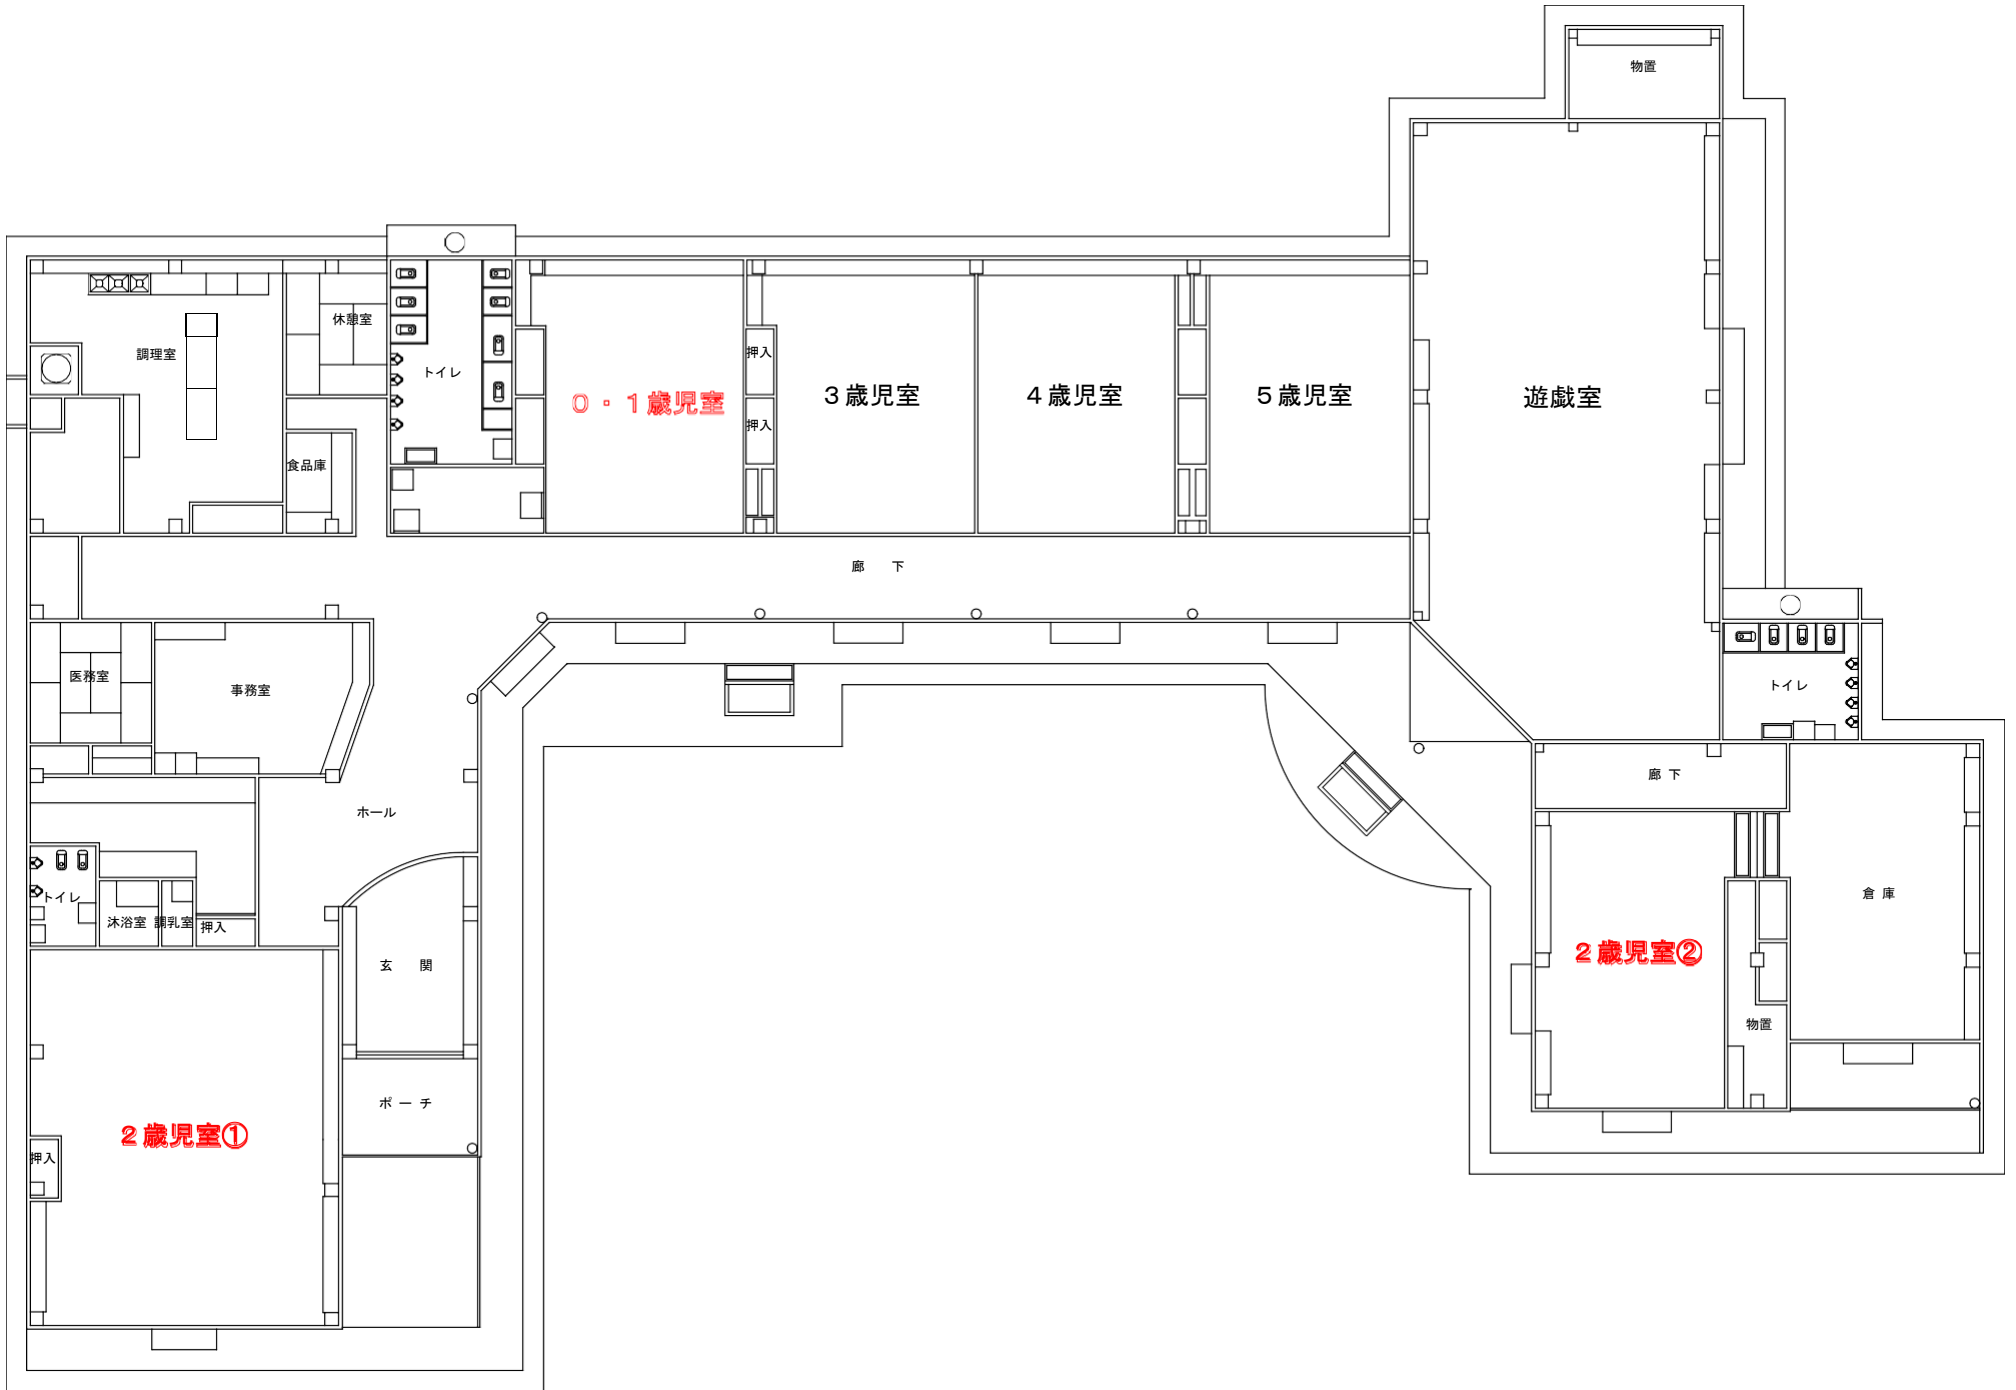 物置
休憩室
調理室
トイレ
押入
０・１歳児室
３歳児室
４歳児室
５歳児室
遊戯室
押入
食品庫
廊　下
医務室
事務室
トイレ
廊 下
ホール
トイレ
沐浴室
調乳室
押入
倉 庫
玄　関
２歳児室②
物置
ポ ー チ
２歳児室①
押入